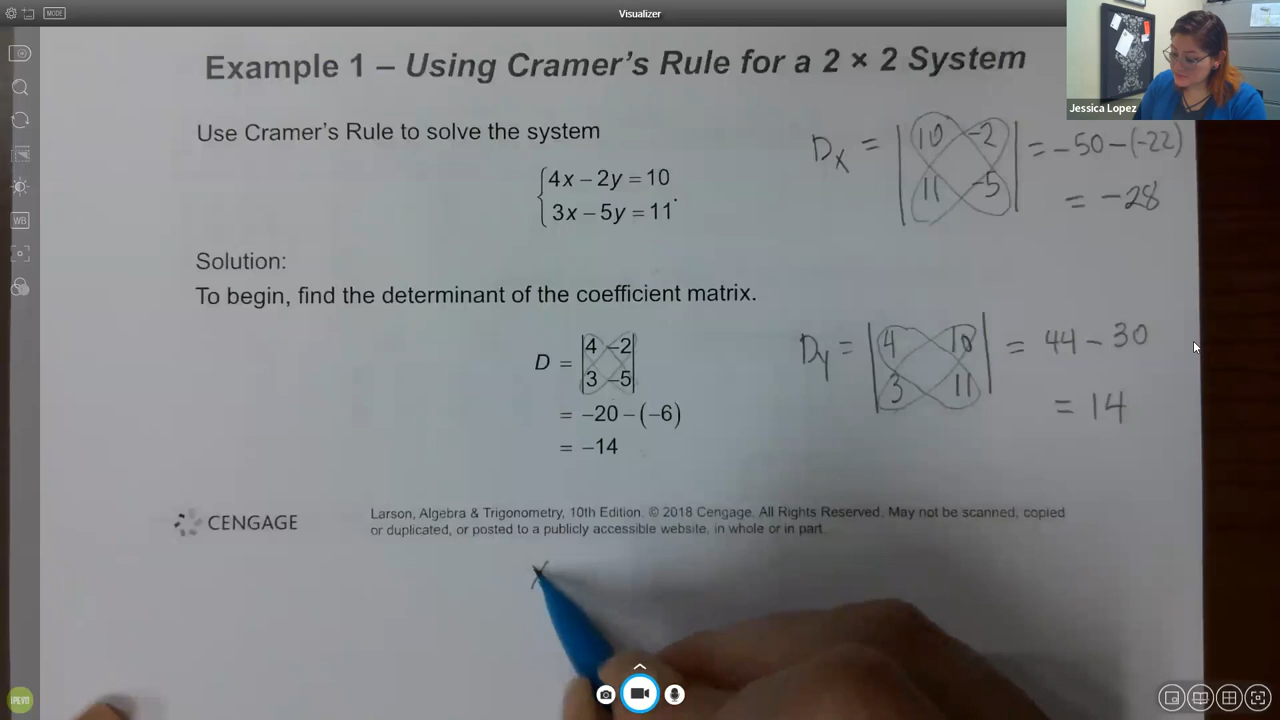 MODE
Visualizer
Jessica Lopez
WB
IPEVO
Example 1 – Using Cramer's Rule for a 2 × 2 System
Use Cramer's Rule to solve the system
4x – 2y = 10
3x – 5y = 11.
Solution:
To begin, find the determinant of the coefficient matrix.
D = |4 –2|
|3 –5|
= –20 – (–6)
= –14
Dx = |10 -2| = -50 - (-22)
|11 -5|
= -28
Dy = |4 10| = 44 - 30
|3 11|
= 14
CENGAGE
Larson, Algebra & Trigonometry, 10th Edition. © 2018 Cengage. All Rights Reserved. May not be scanned, copied
or duplicated, or posted to a publicly accessible website, in whole or in part.
x